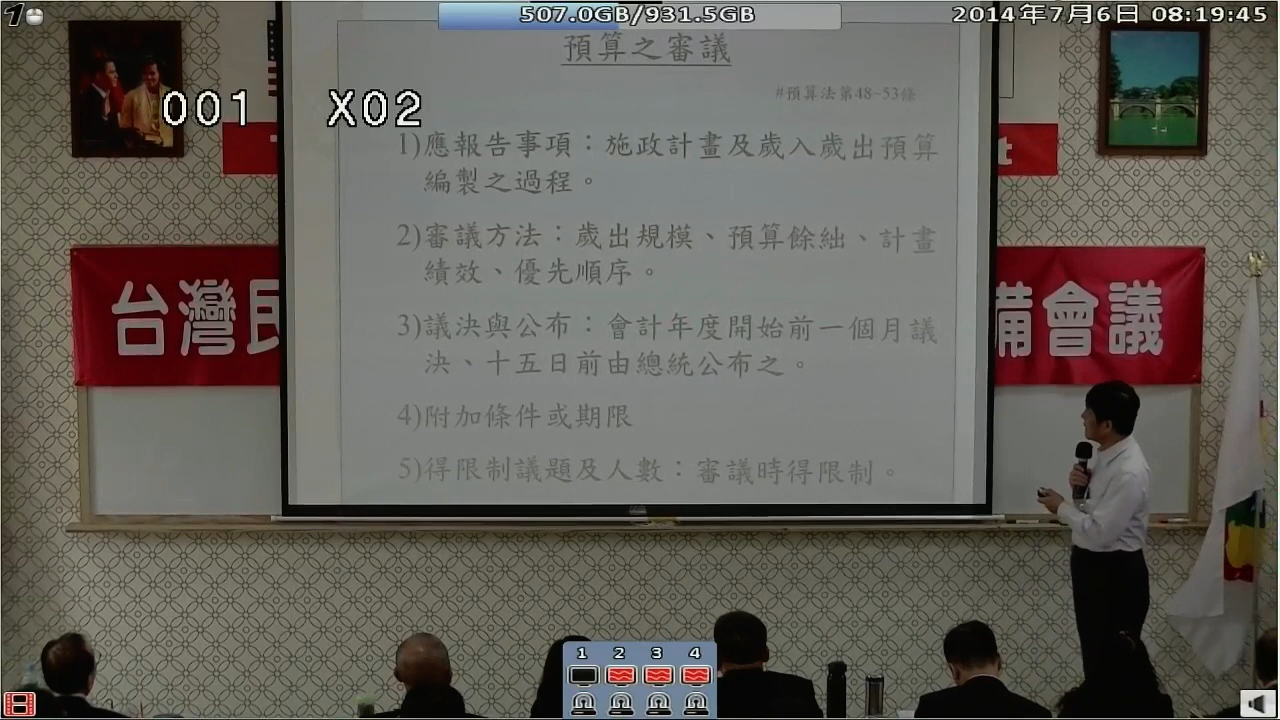 1
507.0GB/931.5GB
2014年7月6日 08:19:45
預算之審議
#預算法第48~53條
001 X02
1)應報告事項：施政計畫及歲入歲出預算
編製之過程。
2)審議方法：歲出規模、預算餘絀、計畫
績效、優先順序。
台灣民
備會議
3)議決與公布：會計年度開始前一個月議
決、十五日前由總統公布之。
4)附加條件或期限
5)得限制議題及人數：審議時得限制。
1 2 3 4